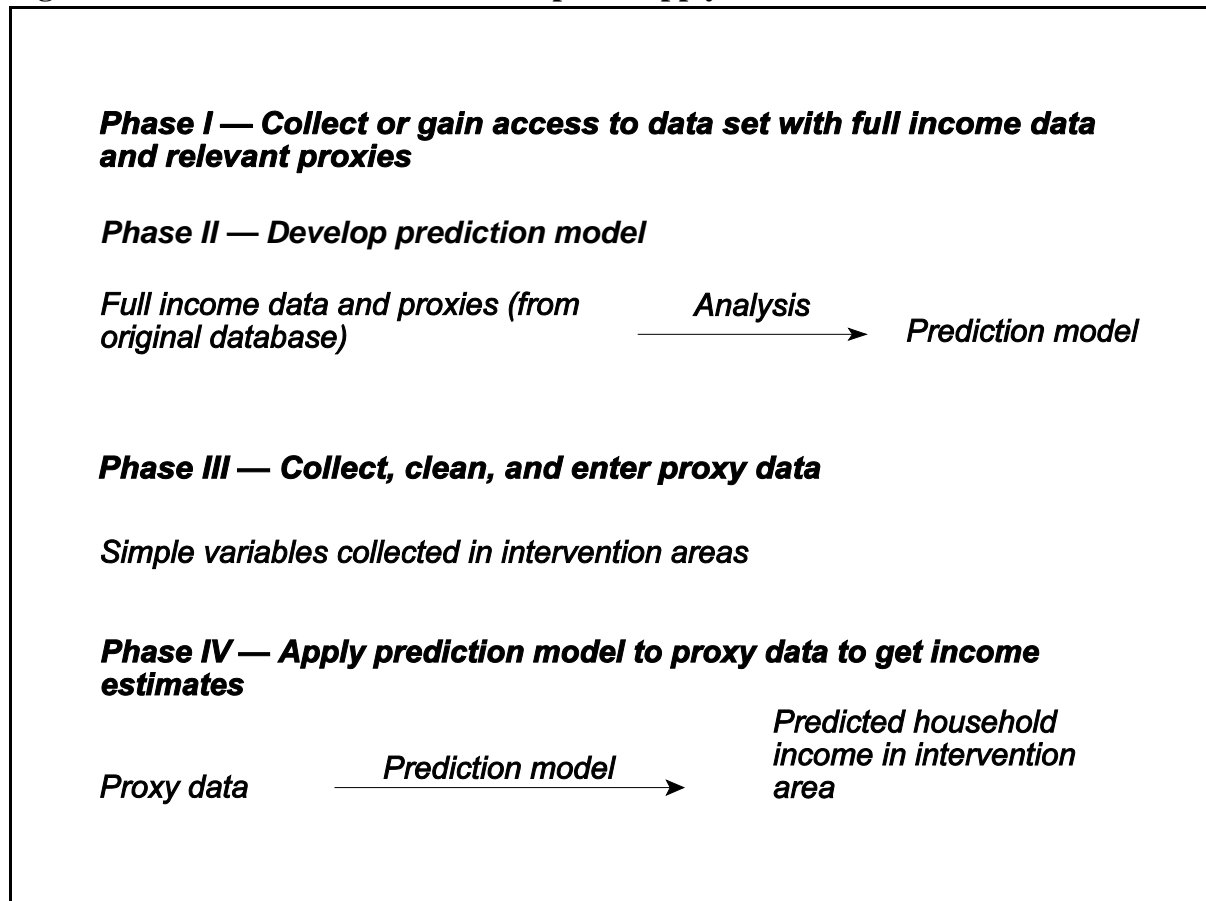 Phase I — Collect or gain access to data set with full income data
and relevant proxies
Phase II — Develop prediction model
Full income data and proxies (from
original database)
Analysis
Prediction model
Phase III — Collect, clean, and enter proxy data
Simple variables collected in intervention areas
Phase IV — Apply prediction model to proxy data to get income
estimates
Proxy data
Prediction model
Predicted household
income in intervention
area